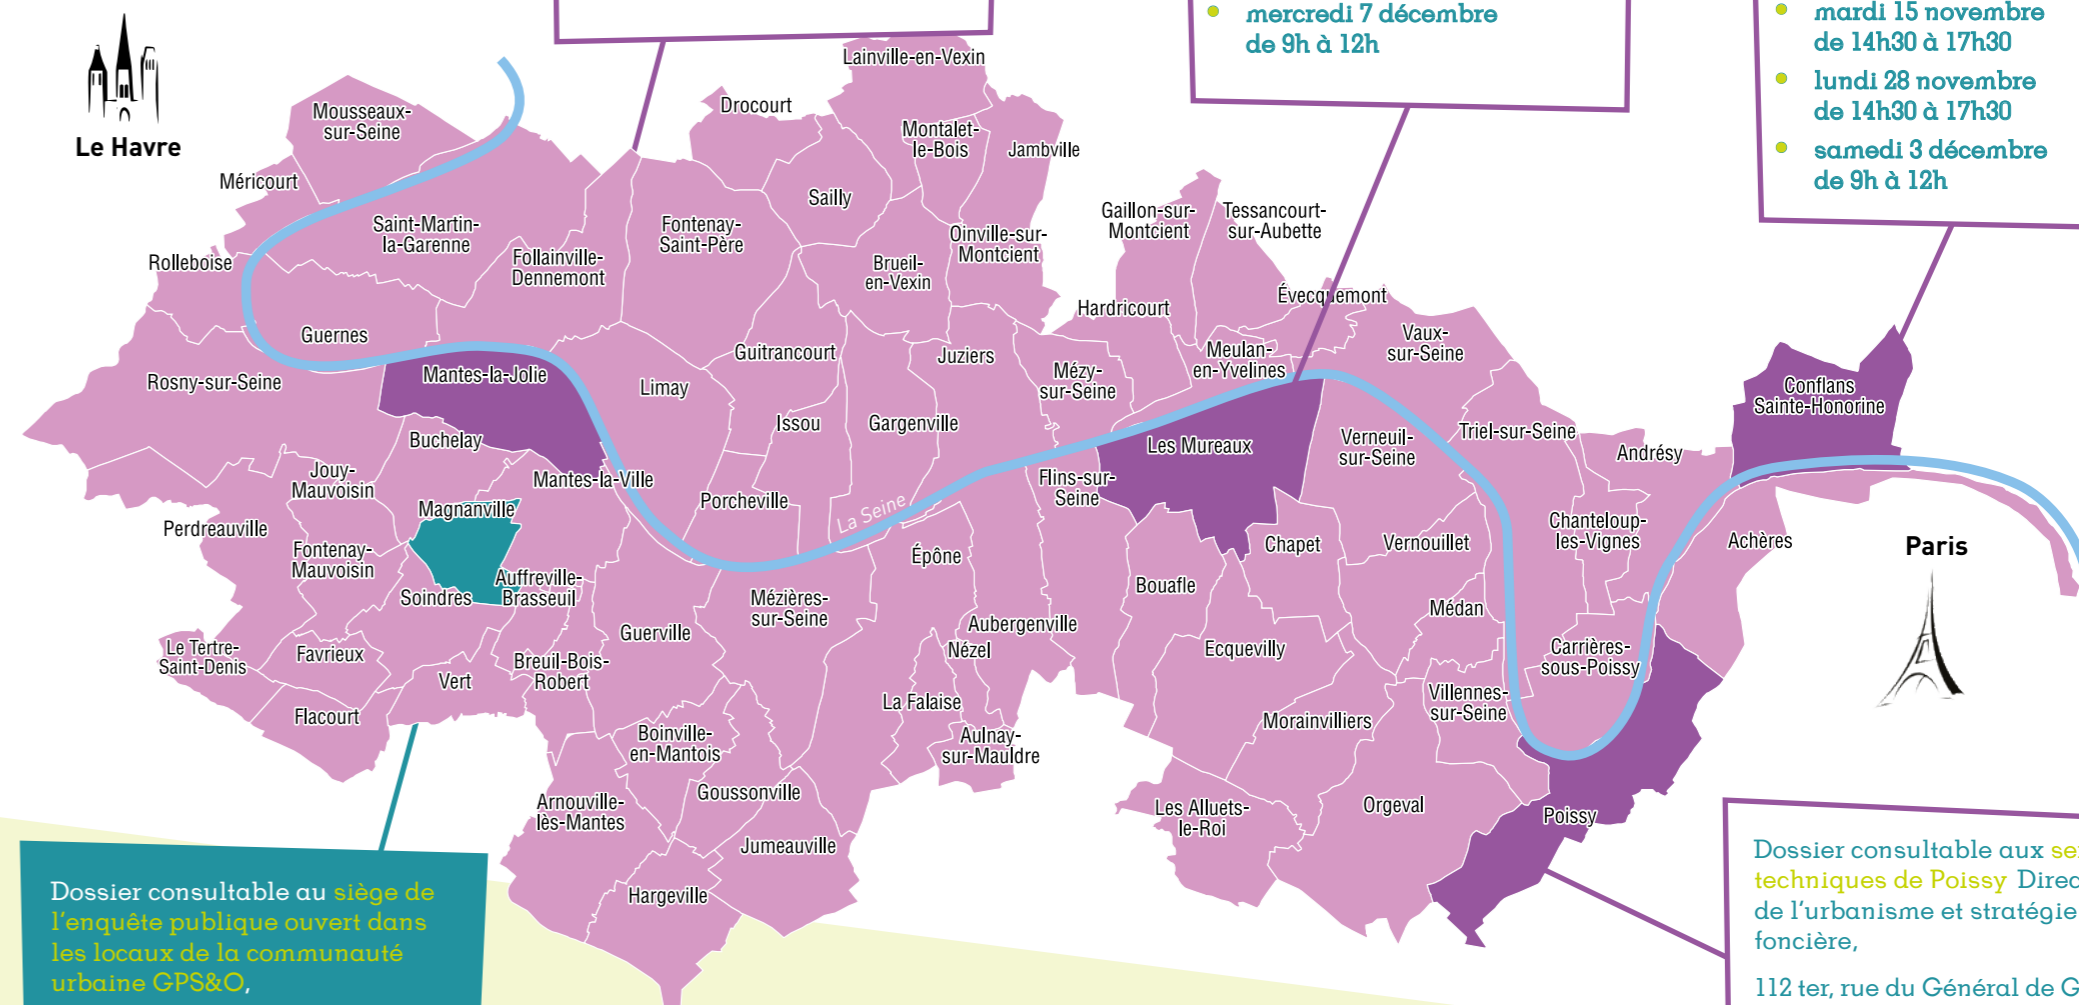 mercredi 7 décembre
de 9h à 12h
mardi 15 novembre
de 14h30 à 17h30
lundi 28 novembre
de 14h30 à 17h30
samedi 3 décembre
de 9h à 12h
Le Havre
Lainville-en-Vexin
Drocourt
Mousseaux-
sur-Seine
Montalet-
le-Bois
Jambville
Méricourt
Sailly
Saint-Martin-
la-Garenne
Fontenay-
Saint-Père
Gaillon-sur-
Montcient
Tessancourt-
sur-Aubette
Oinville-sur-
Montcient
Rolleboise
Follainville-
Dennemont
Brueil-
en-Vexin
Évecquemont
Hardricourt
Guernes
Vaux-
sur-Seine
Guitrancourt
Juziers
Meulan-
en-Yvelines
Rosny-sur-Seine
Mantes-la-Jolie
Limay
Mézy-
sur-Seine
Conflans
Sainte-Honorine
Issou
Gargenville
Buchelay
Les Mureaux
Verneuil-
sur-Seine
Triel-sur-Seine
Andrésy
Jouy-
Mauvoisin
Mantes-la-Ville
Flins-sur-
Seine
Magnanville
Porcheville
La Seine
Perdreauville
Chanteloup-
les-Vignes
Achères
Paris
Fontenay-
Mauvoisin
Épône
Chapet
Vernouillet
Auffreville-
Brasseuil
Soindres
Bouafle
Mézières-
sur-Seine
Médan
Guerville
Aubergenville
Nézel
Ecquevilly
Carrières-
sous-Poissy
Le Tertre-
Saint-Denis
Favrieux
Breuil-Bois-
Robert
Vert
La Falaise
Villennes-
sur-Seine
Flacourt
Morainvilliers
Boinville-
en-Mantois
Aulnay-
sur-Mauldre
Goussonville
Arnouville-
lès-Mantes
Les Alluets-
le-Roi
Orgeval
Poissy
Jumeauville
Hargeville
Dossier consultable au siège de
l'enquête publique ouvert dans
les locaux de la communauté
urbaine GPS&O,
Dossier consultable aux
techniques de Poissy
de l'urbanisme et stratégie
foncière,
112 ter, rue du Général de